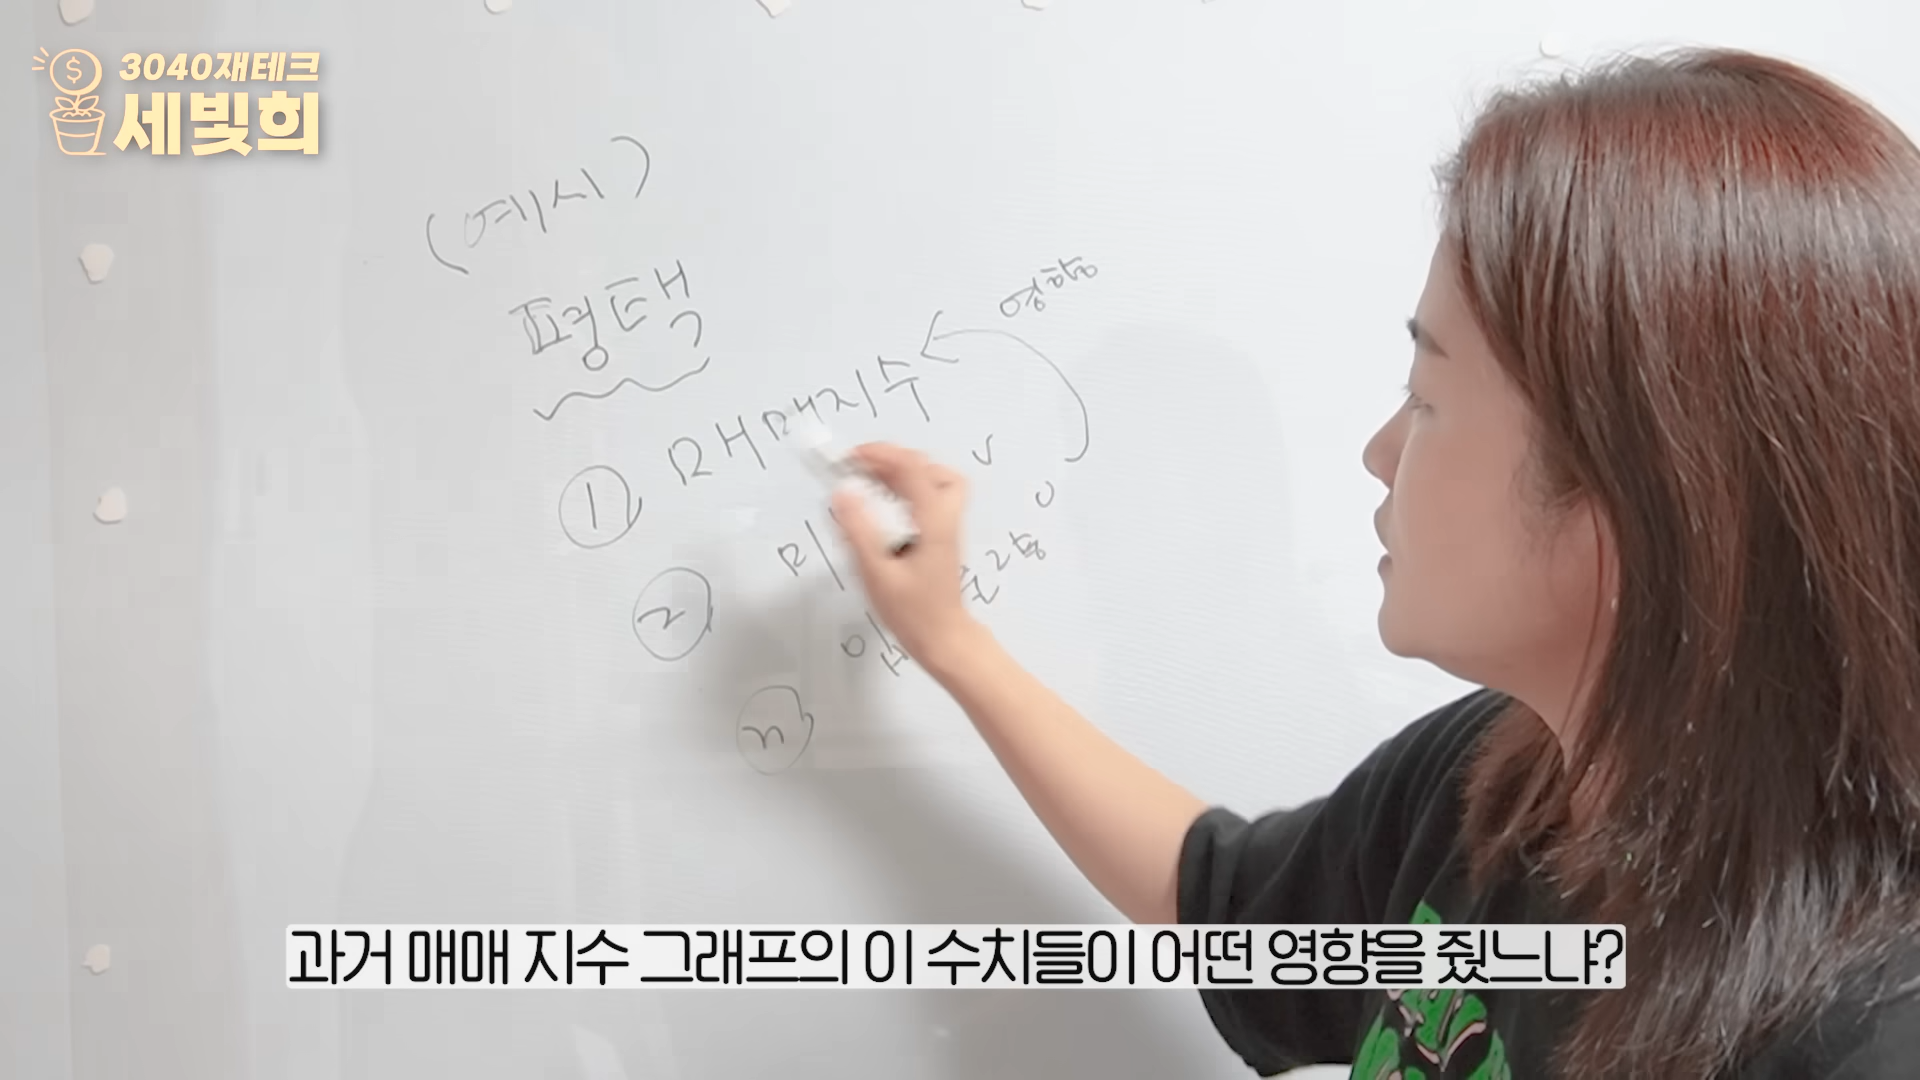 3040재테크
세빛희
(예시)
평택
영향
① 매매지수
②
ⓝ
과거 매매 지수 그래프의 이 수치들이 어떤 영향을 줬느냐?